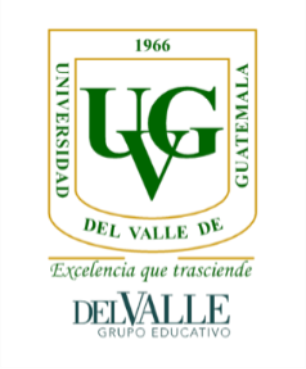 1966
UNIVERSIDAD
UVG
GUATEMALA
DEL VALLE DE
Excelencia que trasciende
DELVALLE
GRUPO EDUCATIVO